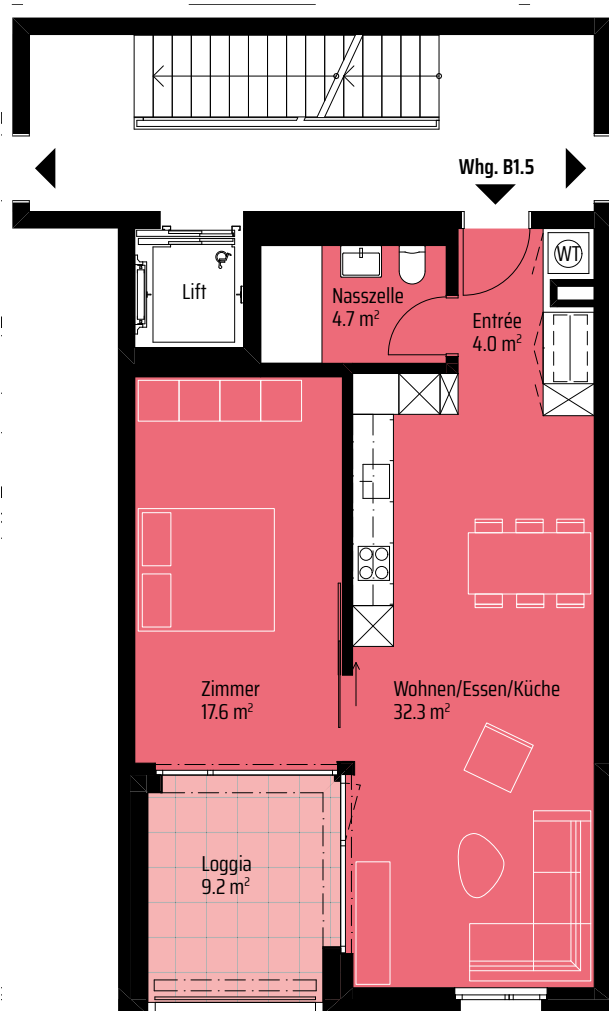 Whg. B1.5
WT
Lift
Nasszelle
4.7 m²
Entrée
4.0 m²
Zimmer
17.6 m²
Wohnen/Essen/Küche
32.3 m²
Loggia
9.2 m²